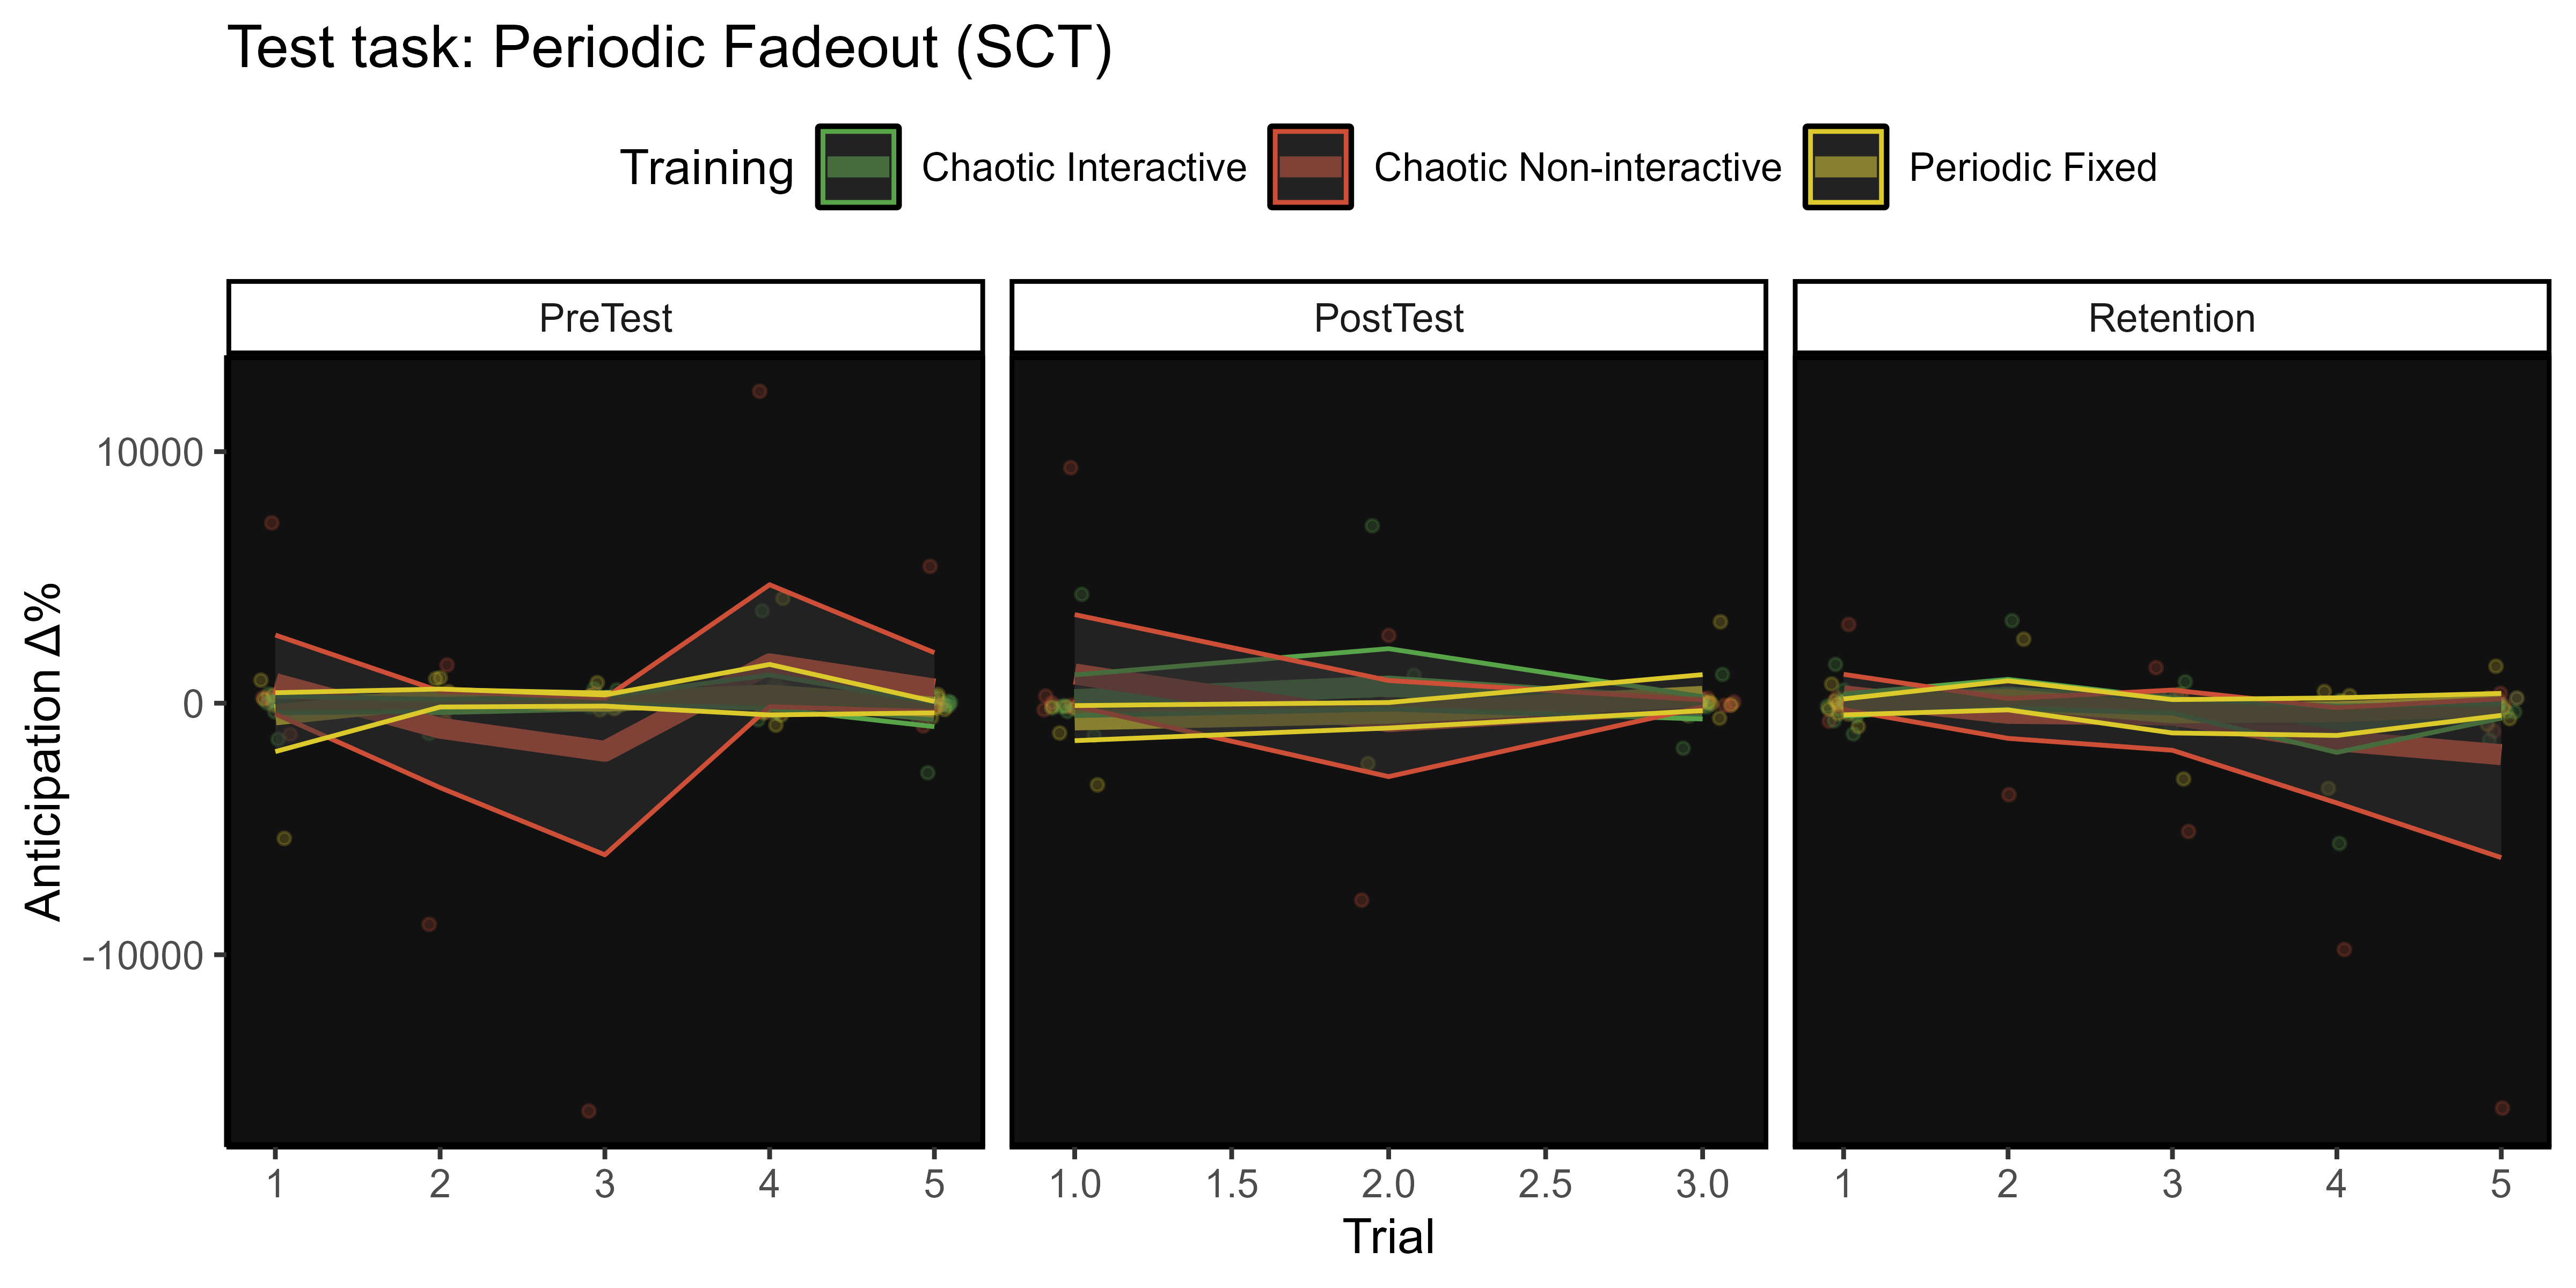 Test task: Periodic Fadeout (SCT)
Training Chaotic Interactive Chaotic Non-interactive Periodic Fixed
PreTest PostTest Retention
Anticipation Δ%
10000
0
-10000
1 2 3 4 5 1.0 1.5 2.0 2.5 3.0 1 2 3 4 5
Trial